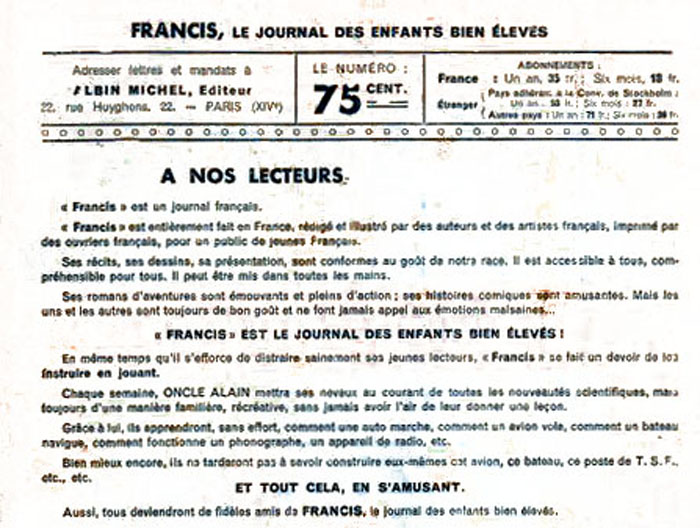 FRANCIS, LE JOURNAL DES ENFANTS BIEN ÉLEVÉS
Adresser lettres et mandats à
ALBIN MICHEL, Editeur
22, rue Huyghens, 22. — PARIS (XIVe)
LE NUMÉRO :
75 CENT.
ABONNEMENTS :
France : Un an, 35 fr.; Six mois, 18 fr.
Étranger
Pays adhérant à la Conv. de Stockholm :
Un an. 53 fr.; Six mois : 27 fr.
Autres pays : Un an : 71 fr.; Six mois : 36 fr.
A NOS LECTEURS
« Francis » est un journal français.
« Francis » est entièrement fait en France, rédigé et illustré par des auteurs et des artistes français, imprimé par
des ouvriers français, pour un public de jeunes Français.
Ses récits, ses dessins, sa présentation, sont conformes au goût de notre race. Il est accessible à tous, com-
préhensible pour tous. Il peut être mis dans toutes les mains.
Ses romans d'aventures sont émouvants et pleins d'action ; ses histoires comiques sont amusantes. Mais les
uns et les autres sont toujours de bon goût et ne font jamais appel aux émotions malsaines...
« FRANCIS » EST LE JOURNAL DES ENFANTS BIEN ÉLEVÉS !
En même temps qu'il s'efforce de distraire sainement ses jeunes lecteurs, « Francis » se fait un devoir de les
instruire en jouant.
Chaque semaine, ONCLE ALAIN mettra ses neveux au courant de toutes les nouveautés scientifiques, mais
toujours d'une manière familière, récréative, sans jamais avoir l'air de leur donner une leçon.
Grâce à lui, ils apprendront, sans effort, comment une auto marche, comment un avion vole, comment un bateau
navigue, comment fonctionne un phonographe, un appareil de radio, etc.
Bien mieux encore, ils ne tarderont pas à savoir construire eux-mêmes cet avion, ce bateau, ce poste de T. S. F.,
etc., etc.
ET TOUT CELA, EN S'AMUSANT.
Aussi, tous deviendront de fidèles amis de FRANCIS, le journal des enfants bien élevés.